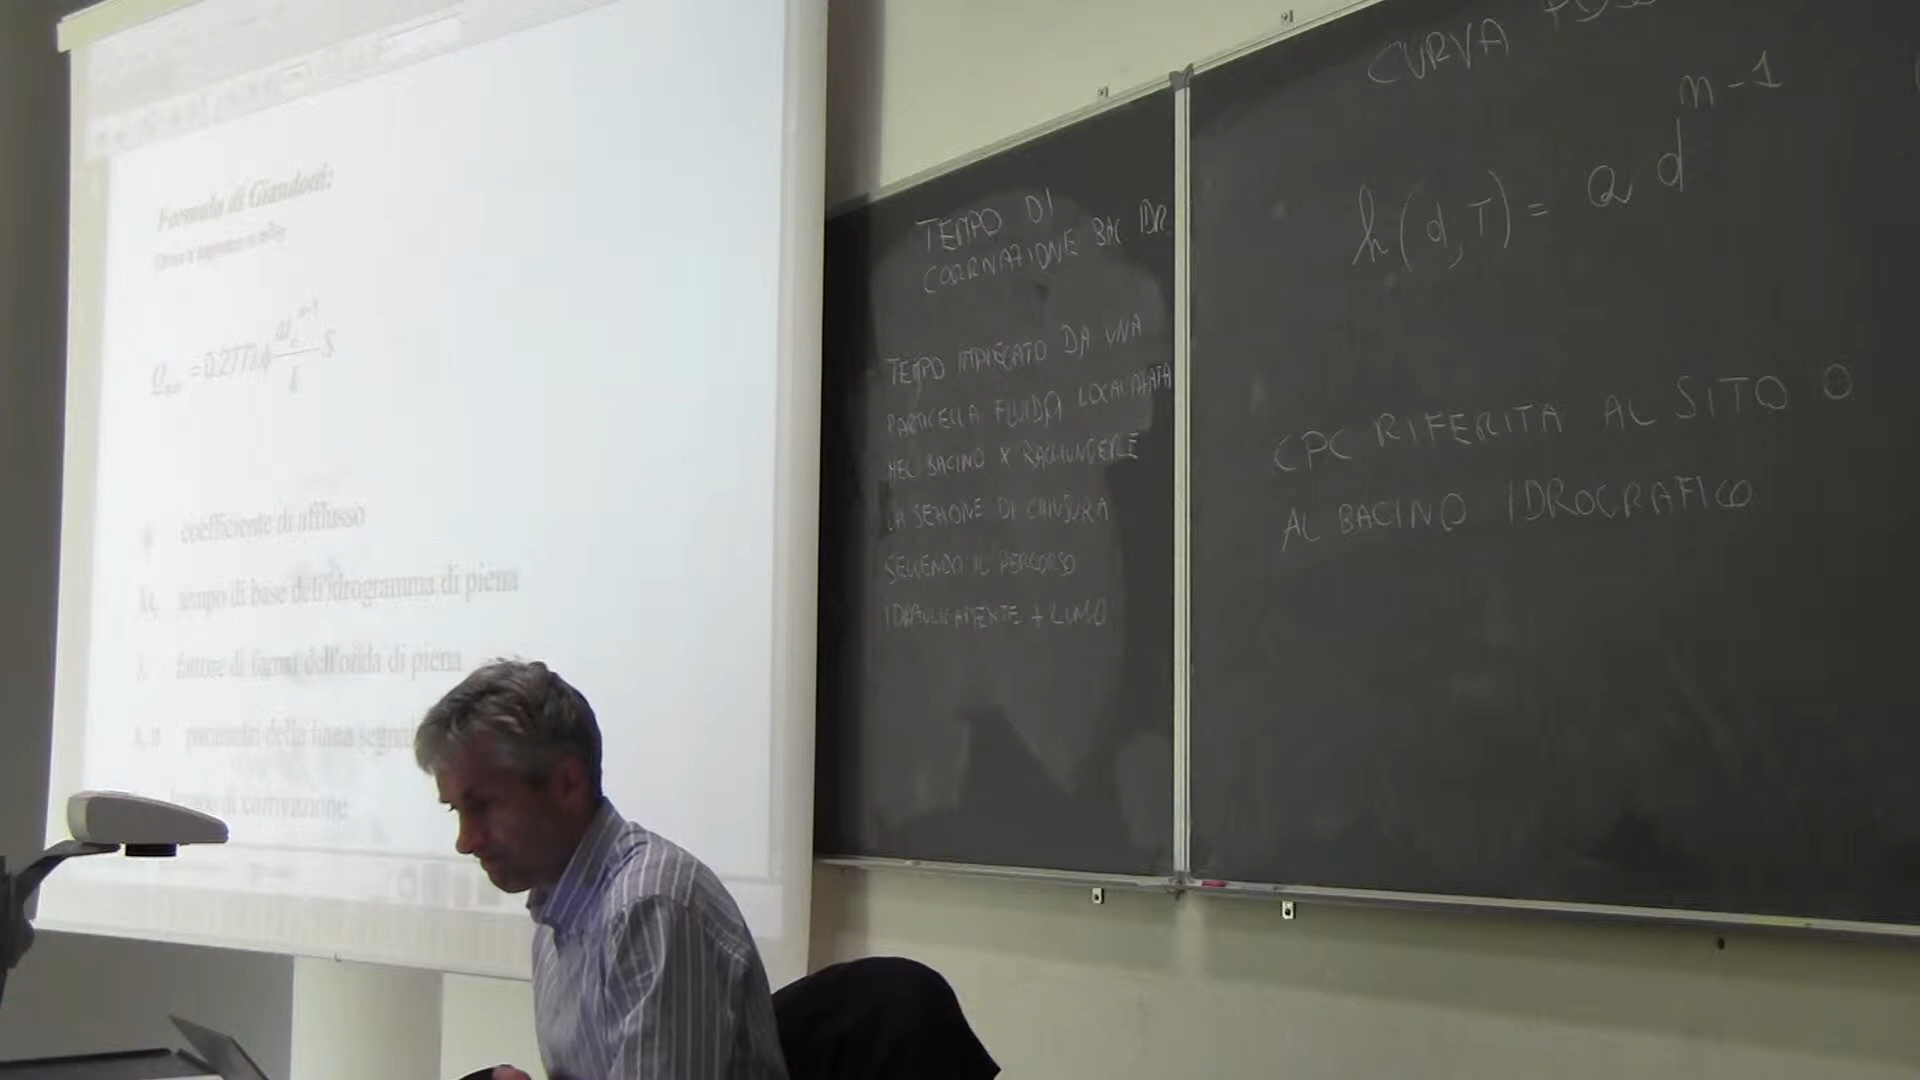 Formula di Giandotti:
= 0.277λφ
S
φ coefficiente di afflusso
tempo di base dell'idrogramma di piena
fattore di forma dell'onda di piena
parametri della linea
di corrivazione
TEMPO DI
CORRIVAZIONE BAC IDR
TEMPO IMPIEGATO DA UNA
PARTICELLA FLUIDA LOCALIZZATA
NEL BACINO X RAGGIUNGERE
LA SEZIONE DI CHIUSURA
SEGUENDO IL PERCORSO
IDRAULICAMENTE + LUNGO
CURVA
h(d,T) = a d^{n-1}
CPC RIFERITA AL SITO O
AL BACINO IDROGRAFICO